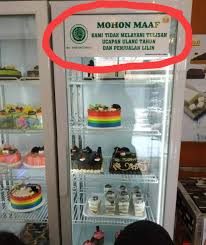 MOHON MAAF
KAMI TIDAK MELAYANI TULISAN
UCAPAN ULANG TAHUN
DAN PENJUALAN LILIN